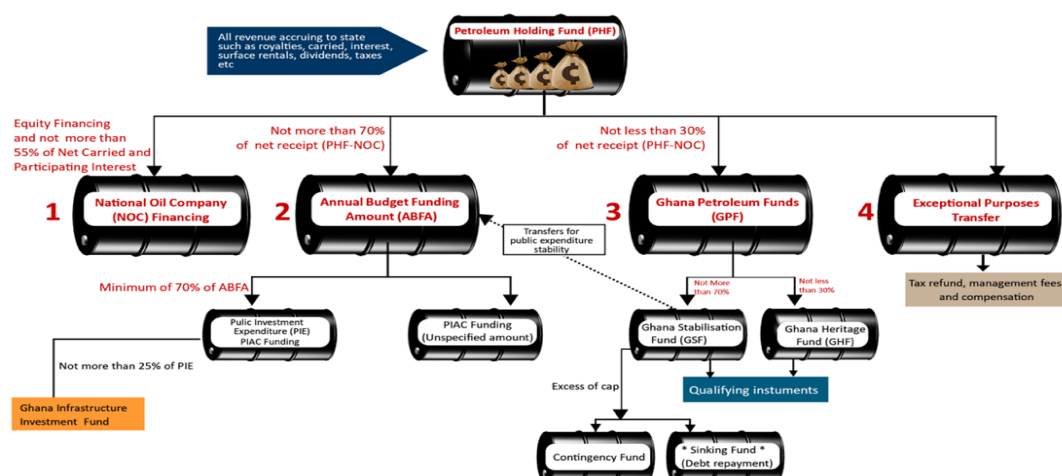 All revenue accruing to state
such as royalties, carried, interest,
surface rentals, dividends, taxes
etc
Petroleum Holding Fund (PHF)
Equity Financing
and not more than
55% of Net Carried and
Participating Interest
Not more than 70%
of net receipt (PHF-NOC)
Not less than 30%
of net receipt (PHF-NOC)
1
National Oil Company
(NOC) Financing
2
Annual Budget Funding
Amount (ABFA)
3
Ghana Petroleum Funds
(GPF)
4
Exceptional Purposes
Transfer
Transfers for
public expenditure
stability
Minimum of 70% of ABFA
Not More
than 70%
Not less
than 30%
Tax refund, management fees
and compensation
Pulic Investment
Expenditure (PIE)
PIAC Funding
PIAC Funding
(Unspecified amount)
Ghana Stabilisation
Fund (GSF)
Ghana Heritage
Fund (GHF)
Not more than 25% of PIE
Excess of cap
Qualifying instuments
Ghana Infrastructure
Investment Fund
Contingency Fund
* Sinking Fund *
(Debt repayment)